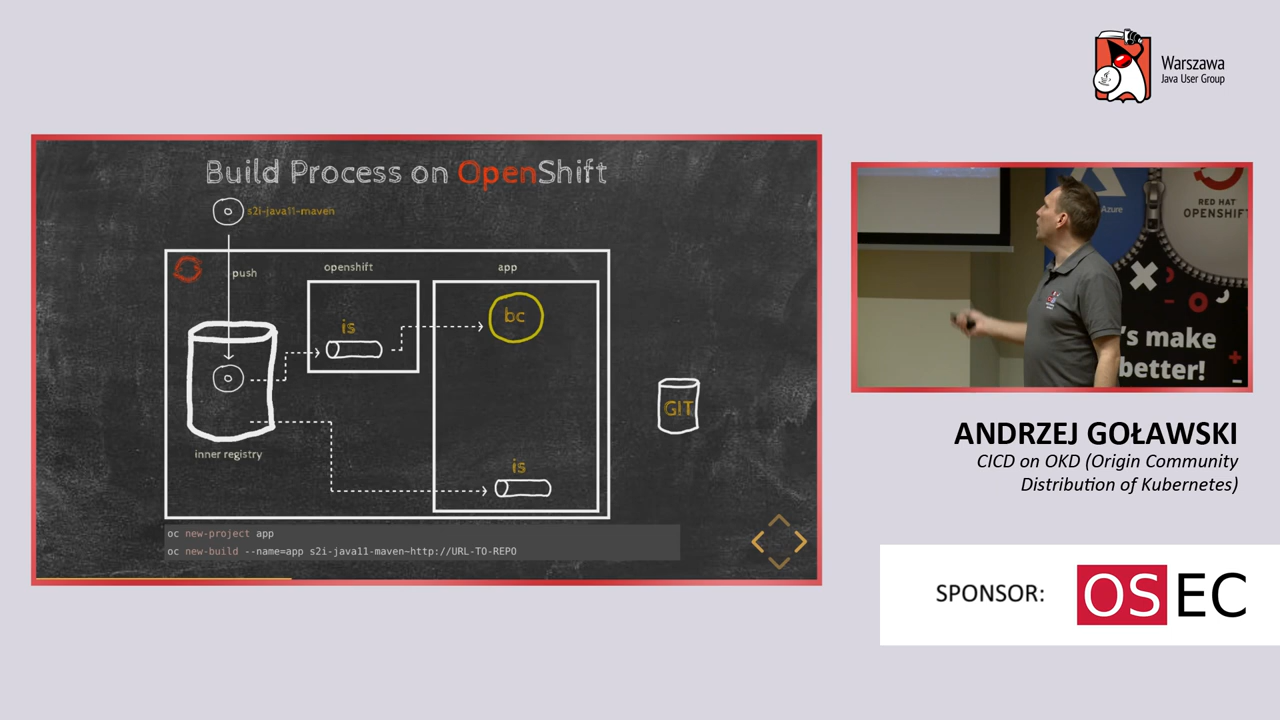 Warszawa
Java User Group
Build Process on OpenShift
s2i-java11-maven
push
openshift
app
is
bc
GIT
inner registry
is
oc new-project app
oc new-build --name=app s2i-java11-maven~http://URL-TO-REPO
Azure
RED HAT
OPENSHIFT
's make
better!
ANDRZEJ GOŁAWSKI
CICD on OKD (Origin Community
Distribution of Kubernetes)
SPONSOR:
OSEC